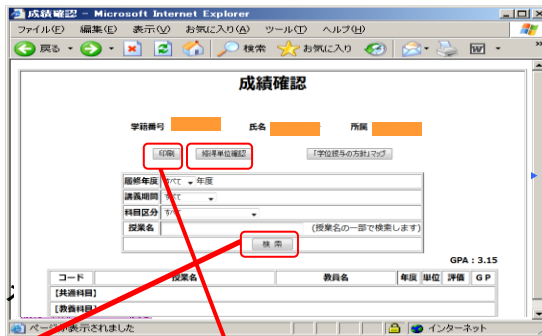 成績確認 - Microsoft Internet Explorer
ファイル(F) 編集(E) 表示(V) お気に入り(A) ツール(T) ヘルプ(H)
戻る 検索 お気に入り
成績確認
学籍番号 氏名 所属
印刷 修得単位確認 「学位授与の方針」マップ
履修年度 すべて 年度
講義期間 すべて
科目区分 すべて
授業名 (授業名の一部で検索します)
検索
GPA : 3.15
コード 授業名 教員名 年度 単位 評価 GP
【共通科目】
【教養科目】
ページが表示されました インターネット